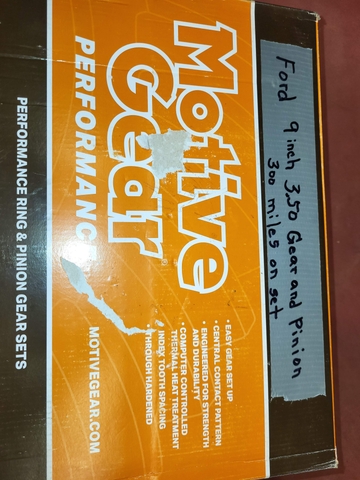 Ford 9 inch 3.50 Gear and Pinion
300 miles on set
Motive
Gear
PERFORMANCE
• EASY GEAR SET UP
• CENTRAL CONTACT PATTERN
• ENGINEERED FOR STRENGTH
AND DURABILITY
• COMPUTER CONTROLLED
THERMAL HEAT TREATMENT
• INDEX TOOTH SPACING
• THROUGH HARDENED
MOTIVEGEAR.COM
PERFORMANCE RING & PINION GEAR SETS